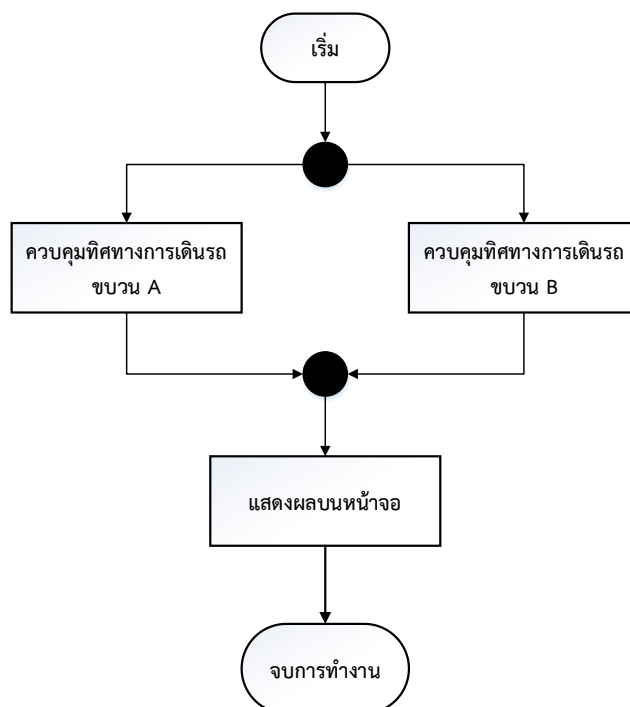 เริ่ม
ควบคุมทิศทางการเดินรถ
ขบวน A
ควบคุมทิศทางการเดินรถ
ขบวน B
แสดงผลบนหน้าจอ
จบการทำงาน